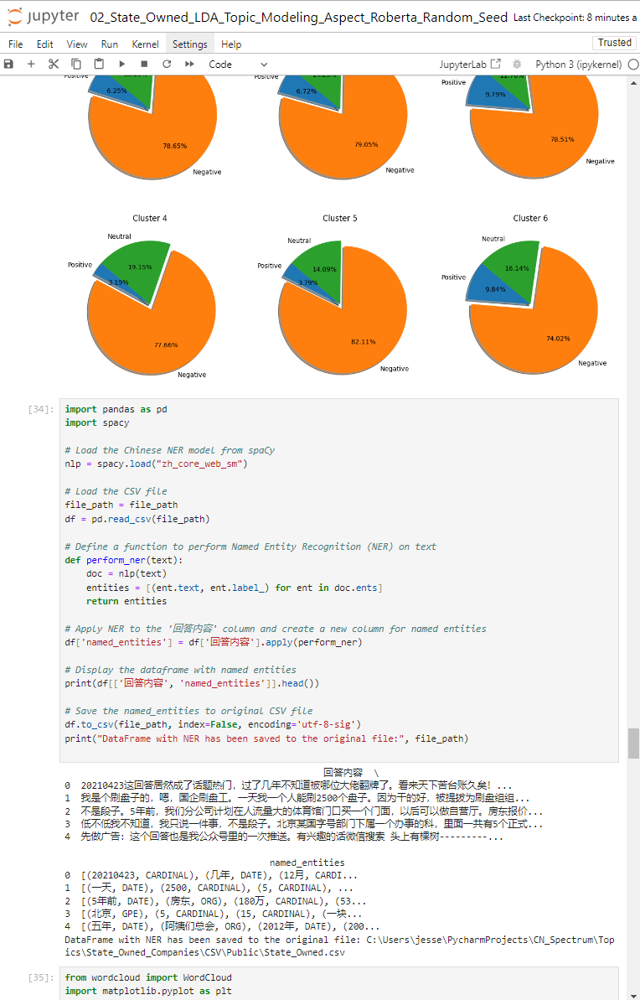 jupyter 02_State_Owned_LDA_Topic_Modeling_Aspect_Roberta_Random_Seed Last Checkpoint: 8 minutes a
File Edit View Run Kernel Settings Help Trusted
Code JupyterLab Python 3 (ipykernel)
Positive Positive Positive
6.25% 6.72% 9.79%
78.65% 79.05% 78.51%
Negative Negative Negative
Cluster 4 Cluster 5 Cluster 6
Neutral Neutral Neutral
Positive Positive Positive
19.15% 14.09% 16.14%
3.19% 3.79% 9.84%
77.66% 82.11% 74.02%
Negative Negative Negative
[34]:
import pandas as pd
import spacy
# Load the Chinese NER model from spaCy
nlp = spacy.load("zh_core_web_sm")
# Load the CSV file
file_path = file_path
df = pd.read_csv(file_path)
# Define a function to perform Named Entity Recognition (NER) on text
def perform_ner(text):
    doc = nlp(text)
    entities = [(ent.text, ent.label_) for ent in doc.ents]
    return entities
# Apply NER to the '回答内容' column and create a new column for named entities
df['named_entities'] = df['回答内容'].apply(perform_ner)
# Display the dataframe with named entities
print(df[['回答内容', 'named_entities']].head())
# Save the named_entities to original CSV file
df.to_csv(file_path, index=False, encoding='utf-8-sig')
print("DataFrame with NER has been saved to the original file:", file_path)
回答内容 \
0 20210423这回答居然成了话题热门，过了几年不知道被哪位大佬翻牌了。看来天下苦台账久矣！...
1 我是个刷盘子的，嗯，国企刷盘工。一天我一个人能刷2500个盘子。因为干的好，被提拔为刷盘组组...
2 不是段子。5年前，我们分公司计划在人流量大的体育馆门口买一个门面，以后可以做自营厅。房东报价...
3 低不低我不知道，我只说一件事，不是段子。北京某国字号部门下属一个办事的科，里面一共有5个正式...
4 先做广告：这个回答也是我公众号里的一次推送。有兴趣的话微信搜索 头上有棵树---------...
named_entities
0 [(20210423, CARDINAL), (几年, DATE), (12月, CARDI...
1 [(一天, DATE), (2500, CARDINAL), (5, CARDINAL), ...
2 [(5年前, DATE), (房东, ORG), (180万, CARDINAL), (53...
3 [(北京, GPE), (5, CARDINAL), (15, CARDINAL), (一块...
4 [(五年, DATE), (阿姨们总会, ORG), (2012年, DATE), (200...
DataFrame with NER has been saved to the original file: C:\Users\jesse\PycharmProjects\CN_Spectrum\Top
ics\State_Owned_Companies\CSV\Public\State_Owned.csv
[35]:
from wordcloud import WordCloud
import matplotlib.pyplot as plt